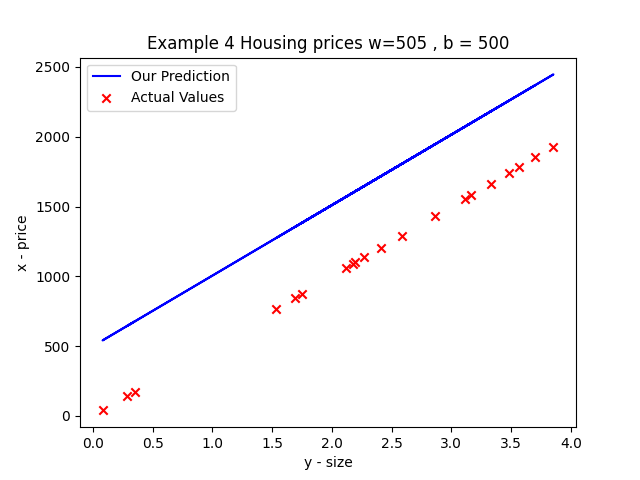 Example 4 Housing prices w=505 , b = 500
Our Prediction
Actual Values
x - price
2500
2000
1500
1000
500
0
0.0 0.5 1.0 1.5 2.0 2.5 3.0 3.5 4.0
y - size